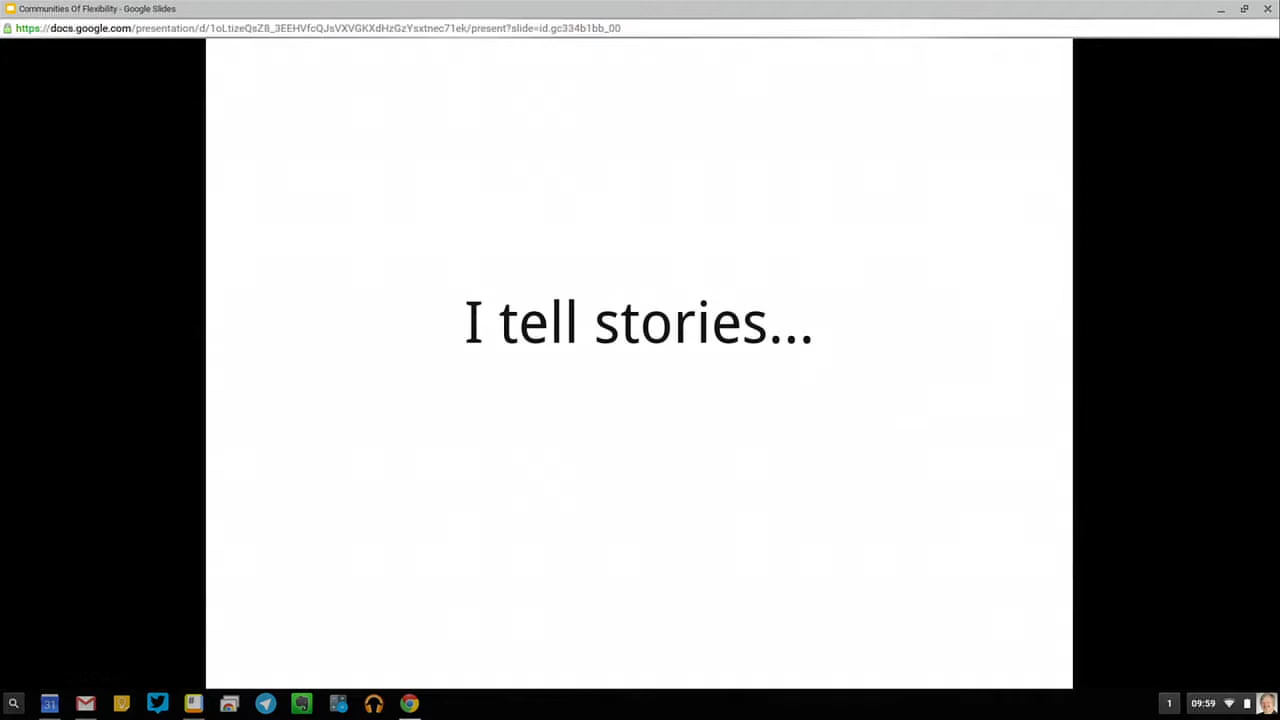 Communities Of Flexibility - Google Slides
https://docs.google.com/presentation/d/1oLtizeQsZ8_3EEHVfcQJsVXVGKXdHzGzYsxtnec71ek/present?slide=id.gc334b1bb_00
I tell stories...
31
1
09:59